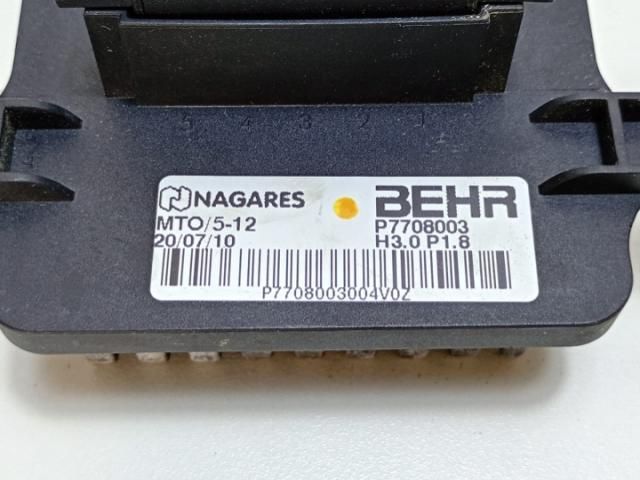 5 4 3 2 1
NAGARES BEHR
MTO/5-12 P7708003
20/07/10 H3.0 P1.8
P7708003004V0Z